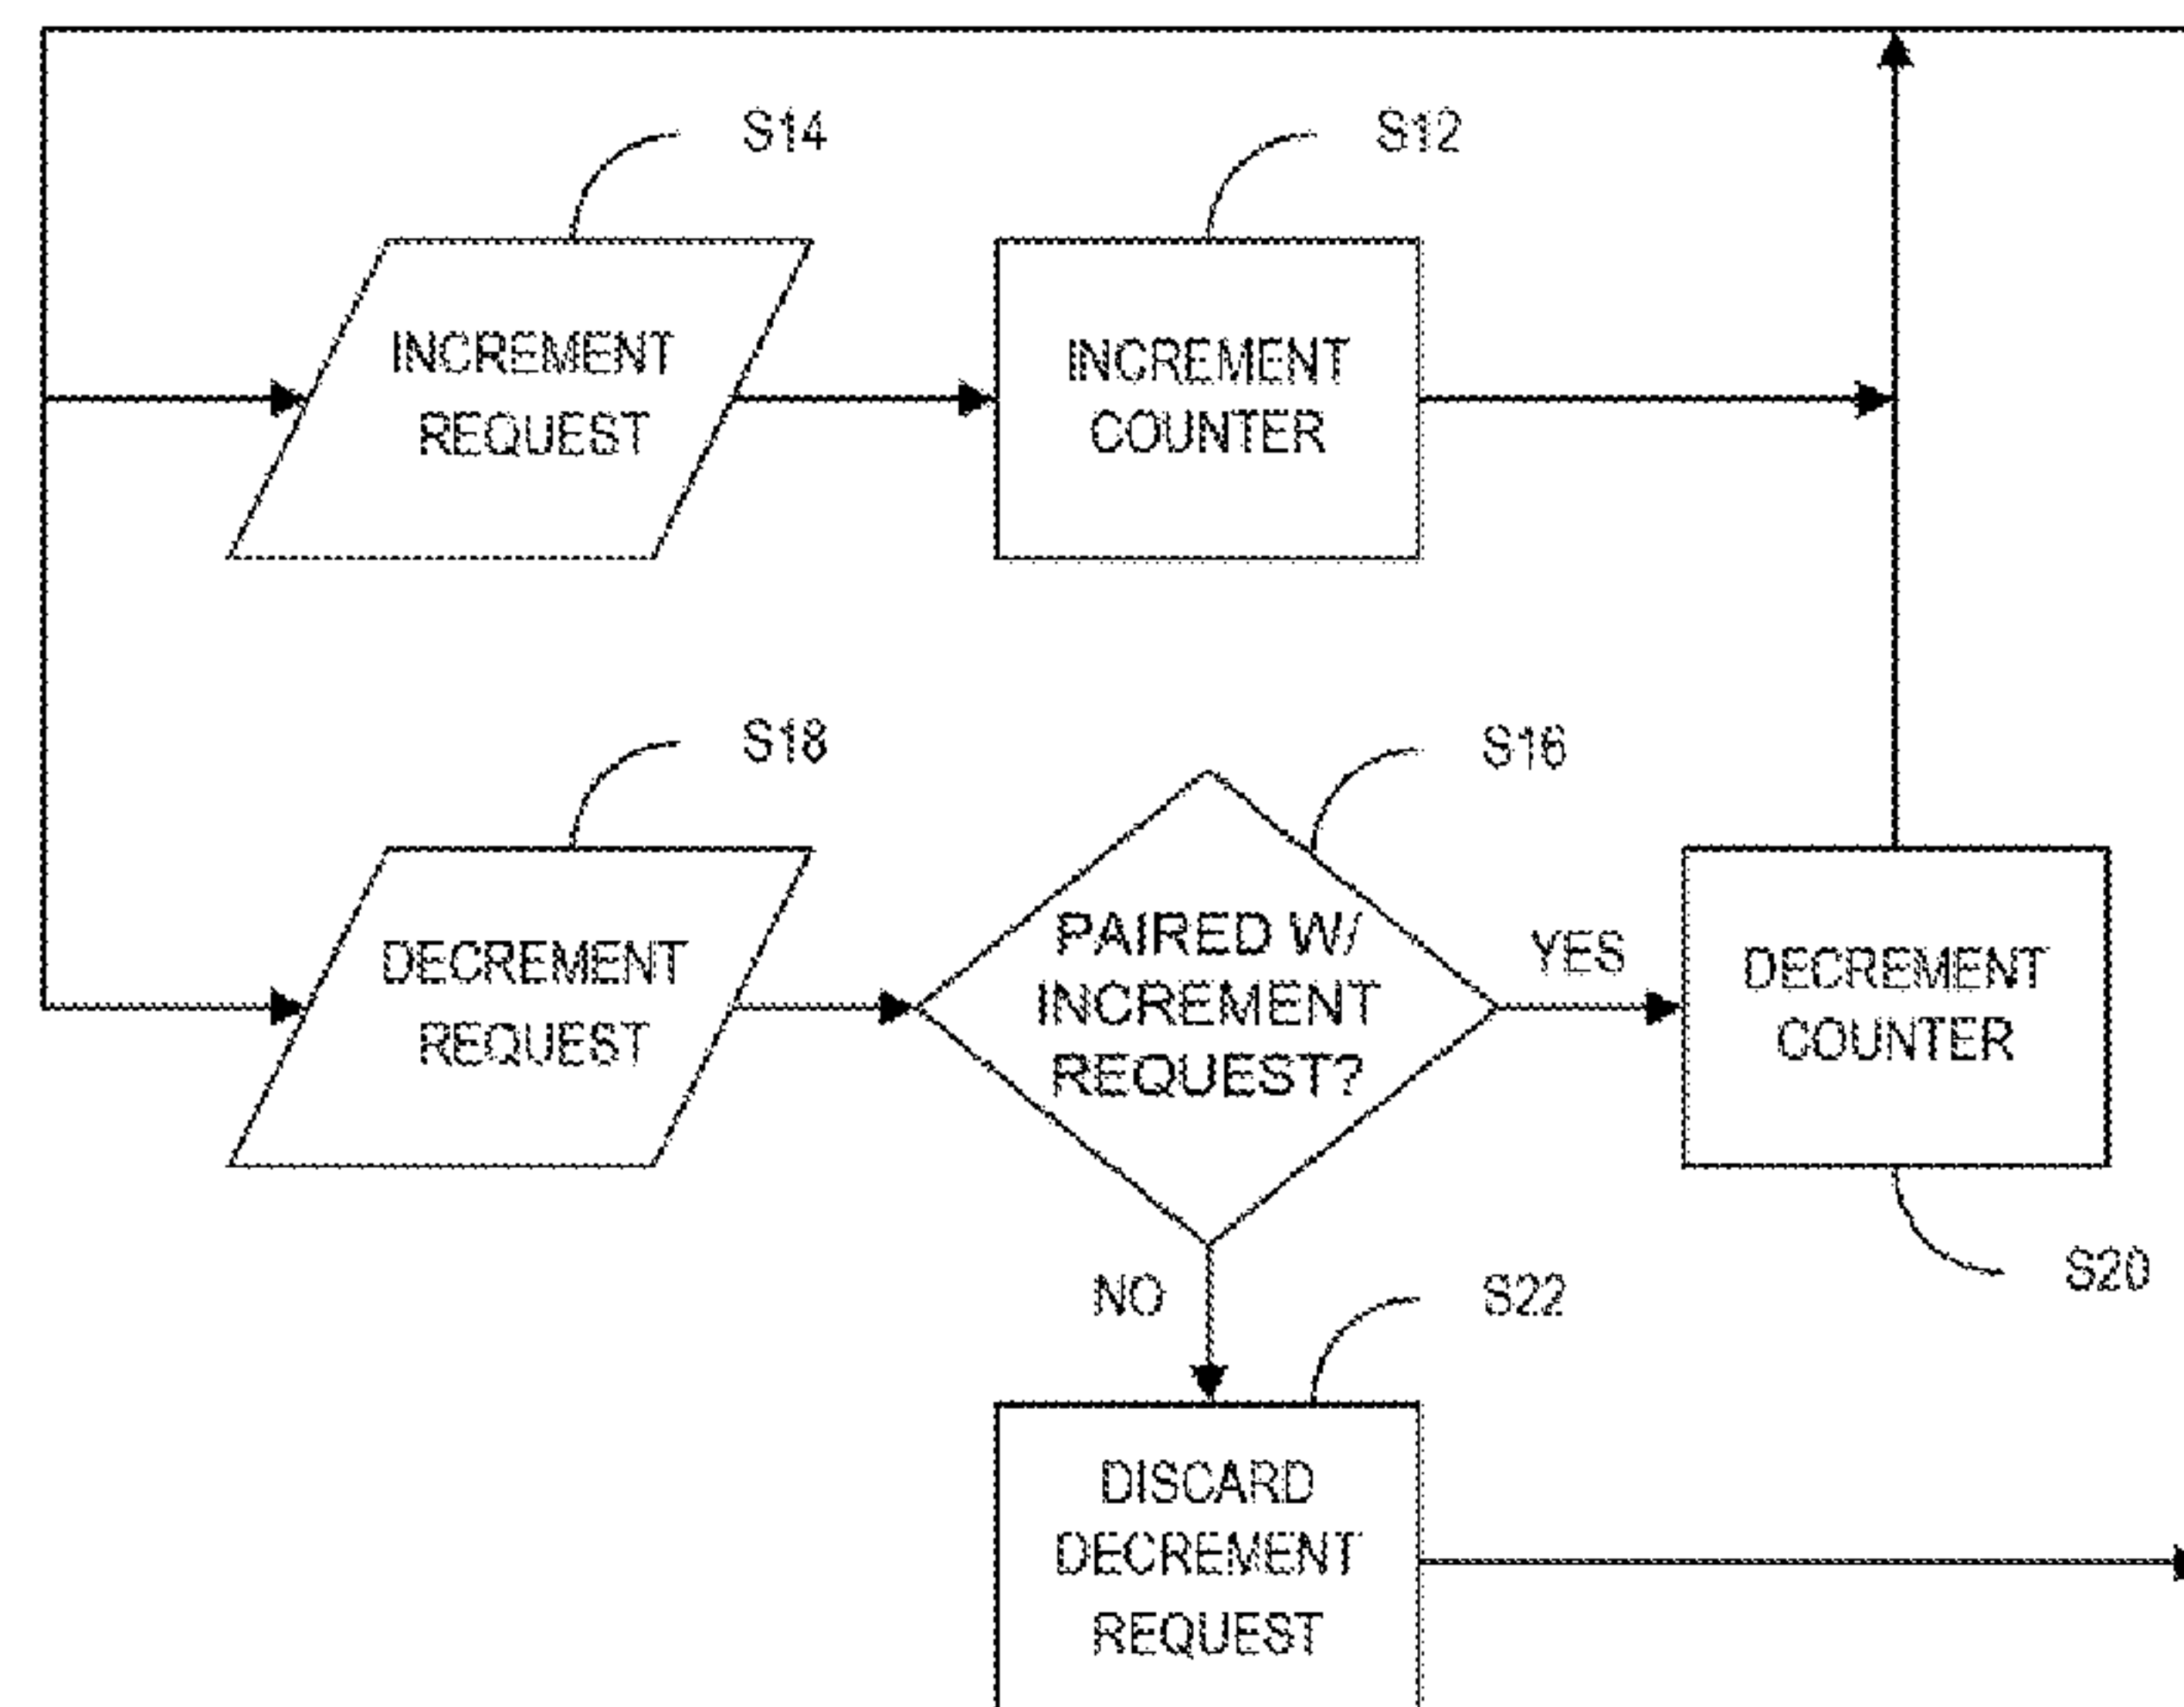 S14
S12
INCREMENT
REQUEST
INCREMENT
COUNTER
S18
S16
DECREMENT
REQUEST
PAIRED W/
INCREMENT
REQUEST?
YES
DECREMENT
COUNTER
S20
NO
S22
DISCARD
DECREMENT
REQUEST